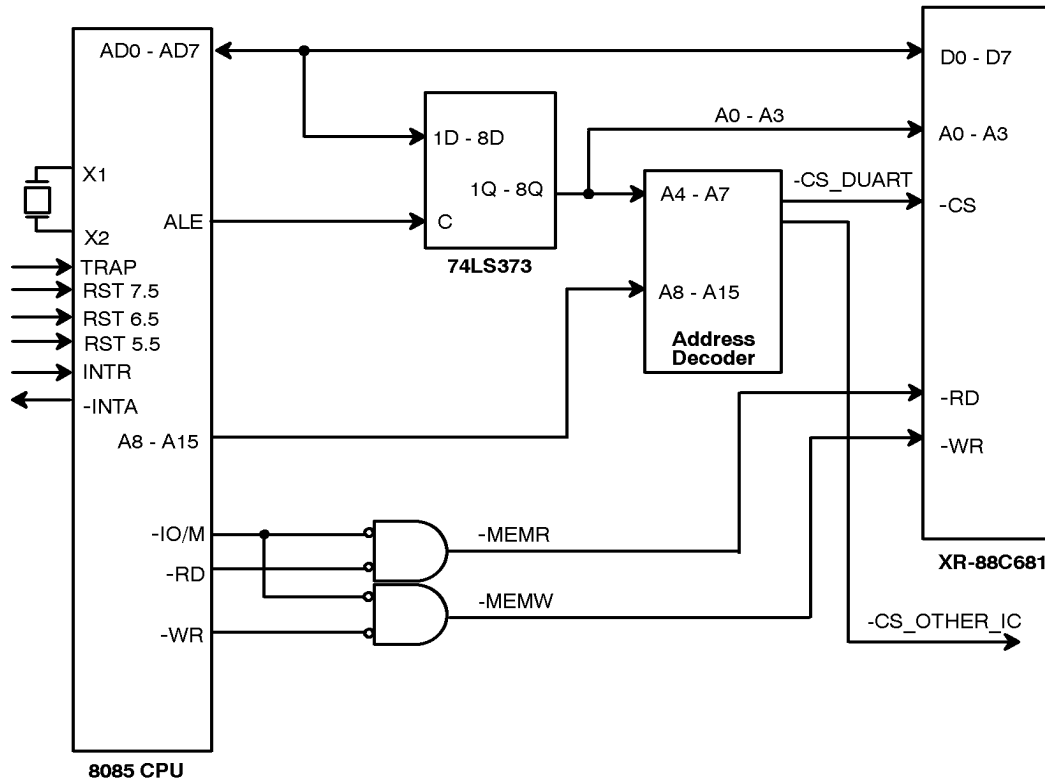 AD0 - AD7
D0 - D7
A0 - A3
1D - 8D
A0 - A3
X1
1Q - 8Q
A4 - A7
-CS_DUART
-CS
ALE
C
X2
74LS373
TRAP
RST 7.5
A8 - A15
RST 6.5
RST 5.5
Address
Decoder
INTR
-RD
-INTA
A8 - A15
-WR
-IO/M
-MEMR
XR-88C681
-RD
-MEMW
-CS_OTHER_IC
-WR
8085 CPU